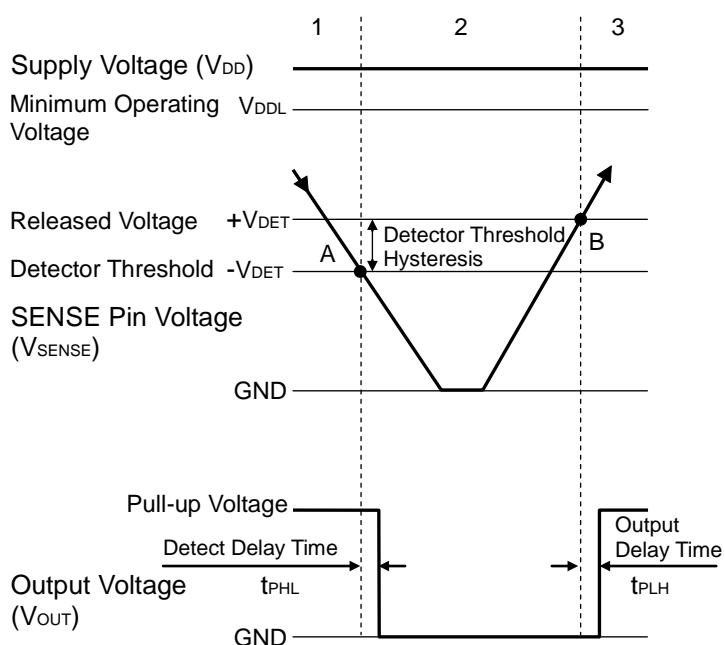 1 2 3
Supply Voltage (VDD)
Minimum Operating Voltage VDDL
Released Voltage +VDET
Detector Threshold -VDET
A
Detector Threshold
Hysteresis
B
SENSE Pin Voltage
(VSENSE)
GND
Pull-up Voltage
Detect Delay Time
tPHL
Output
Delay Time
tPLH
Output Voltage
(VOUT)
GND